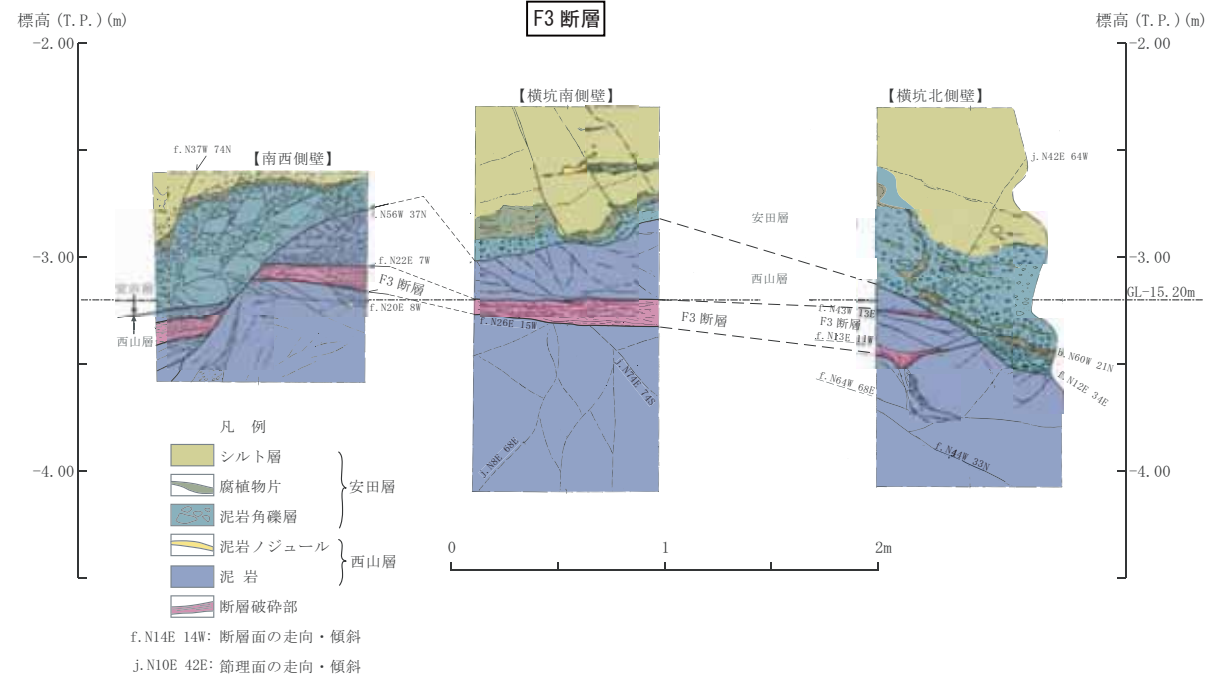 F3 断層
標高 (T.P.) (m)
標高 (T.P.) (m)
-2.00
-2.00
【横坑南側壁】
【横坑北側壁】
f.N37W 74N
【南西側壁】
j.N42E 64W
.N56W 37N
安田層
-3.00
-3.00
f.N22E 7W
西山層
F3 断層
GL-15.20m
f.N20E 8W
f.N43W 13E
F3 断層
F3 断層
f.N26E 15W
f.N13E 11W
西山層
N60W 21N
f.N12E 34E
j.N74E 74S
f.N64W 68E
凡 例
f.N44W 33N
シルト層
j.N8E 68E
-4.00
-4.00
腐植物片
安田層
泥岩角礫層
泥岩ノジュール
西山層
泥 岩
0
1
2m
断層破砕部
f.N14E 14W: 断層面の走向・傾斜
j.N10E 42E: 節理面の走向・傾斜